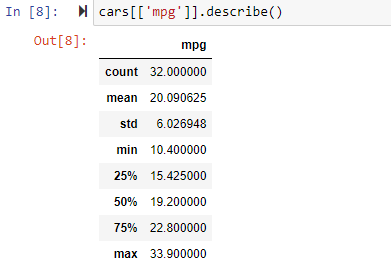 In [8]: cars[['mpg']].describe()
Out[8]:
mpg
count 32.000000
mean 20.090625
std 6.026948
min 10.400000
25% 15.425000
50% 19.200000
75% 22.800000
max 33.900000